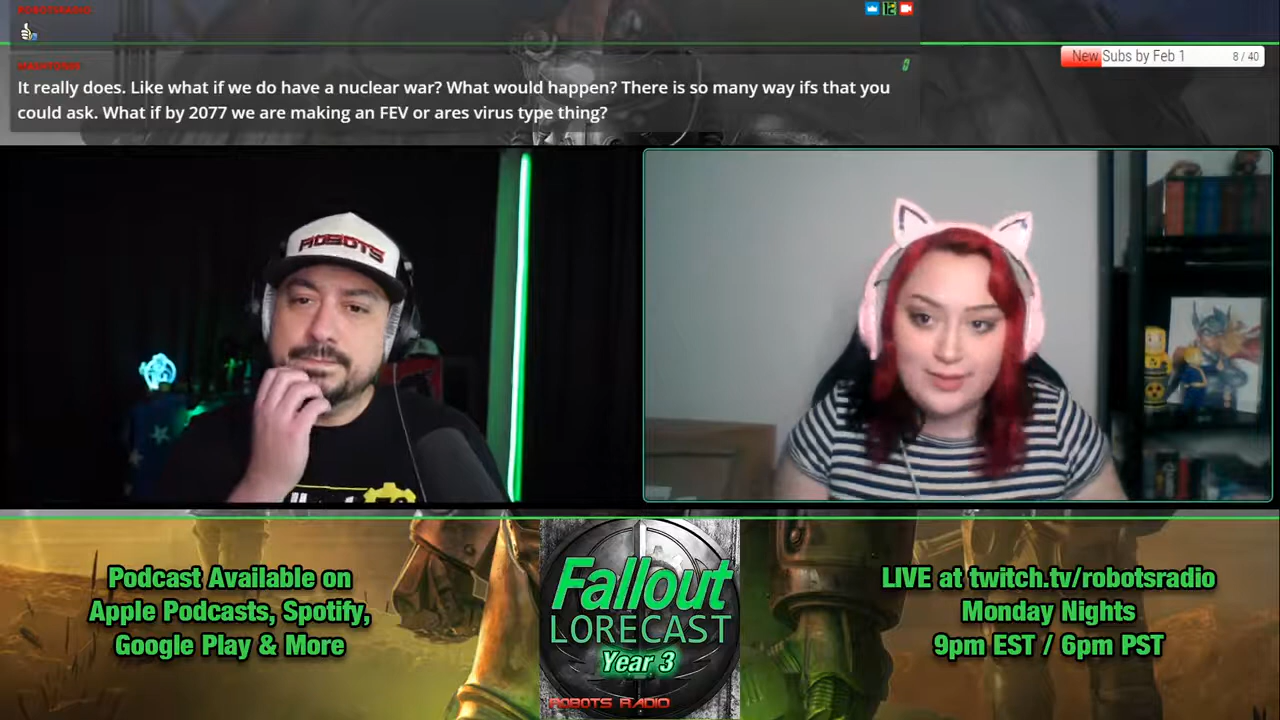 ROBOTSRADIO
It really does. Like what if we do have a nuclear war? What would happen? There is so many way ifs that you
could ask. What if by 2077 we are making an FEV or ares virus type thing?
New Subs by Feb 1
8 / 40
ROBOTS
Podcast Available on
Apple Podcasts, Spotify,
Google Play & More
Fallout
LORECAST
Year 3
ROBOTS RADIO
LIVE at twitch.tv/robotsradio
Monday Nights
9pm EST / 6pm PST